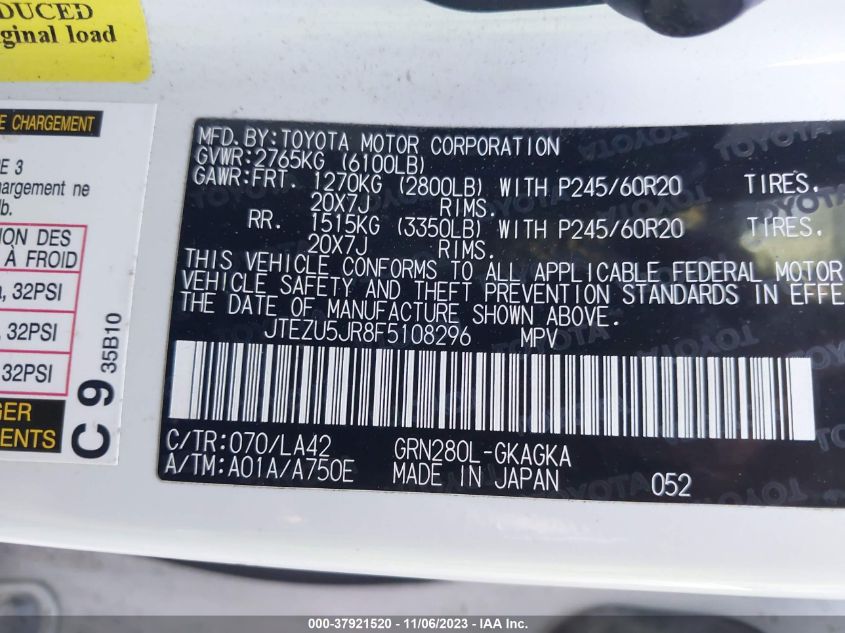 DUCED
ginal load
E CHARGEMENT
E 3
chargement ne
lb.
ION DES
À FROID
, 32PSI
, 32PSI
32PSI
GER
ENTS
C 9
35B10
MFD.BY:TOYOTA MOTOR CORPORATION
GVWR:2765KG (6100LB)
GAWR:FRT. 1270KG (2800LB) WITH P245/60R20 TIRES.
20X7J RIMS.
RR. 1515KG (3350LB) WITH P245/60R20 TIRES.
20X7J RIMS.
THIS VEHICLE CONFORMS TO ALL APPLICABLE FEDERAL MOTOR
VEHICLE SAFETY AND THEFT PREVENTION STANDARDS IN EFFE
THE DATE OF MANUFACTURE SHOWN ABOVE.
JTEZU5JR8F5108296 MPV
C/TR:070/LA42 GRN280L-GKAGKA
A/TM:A01A/A750E MADE IN JAPAN 052
000-37921520 - 11/06/2023 - IAA Inc.